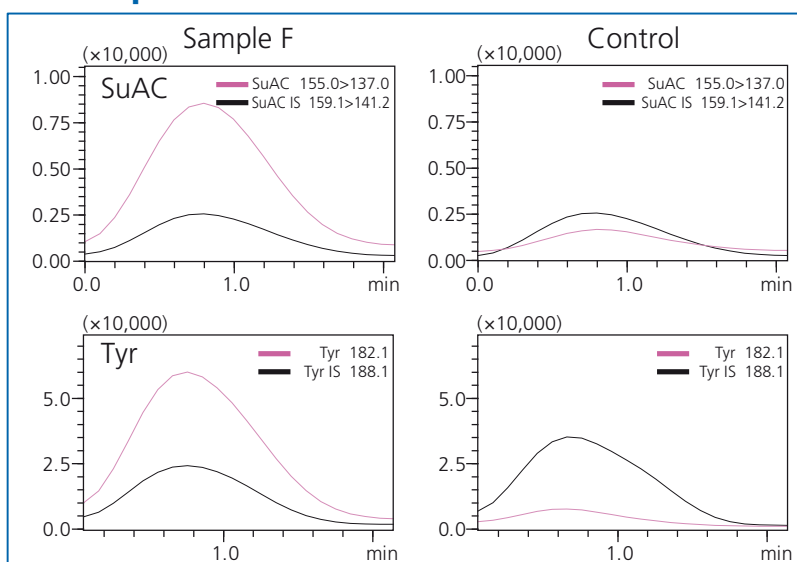 Sample F
Control
(×10,000)
1.00
0.75
0.50
0.25
0.00
SuAC
SuAC 155.0>137.0
SuAC IS 159.1>141.2
0.0
1.0
min
(×10,000)
1.00
0.75
0.50
0.25
0.00
SuAC 155.0>137.0
SuAC IS 159.1>141.2
0.0
1.0
min
(×10,000)
5.0
2.5
0.0
Tyr
Tyr 182.1
Tyr IS 188.1
1.0
min
(×10,000)
5.0
2.5
0.0
Tyr 182.1
Tyr IS 188.1
1.0
min